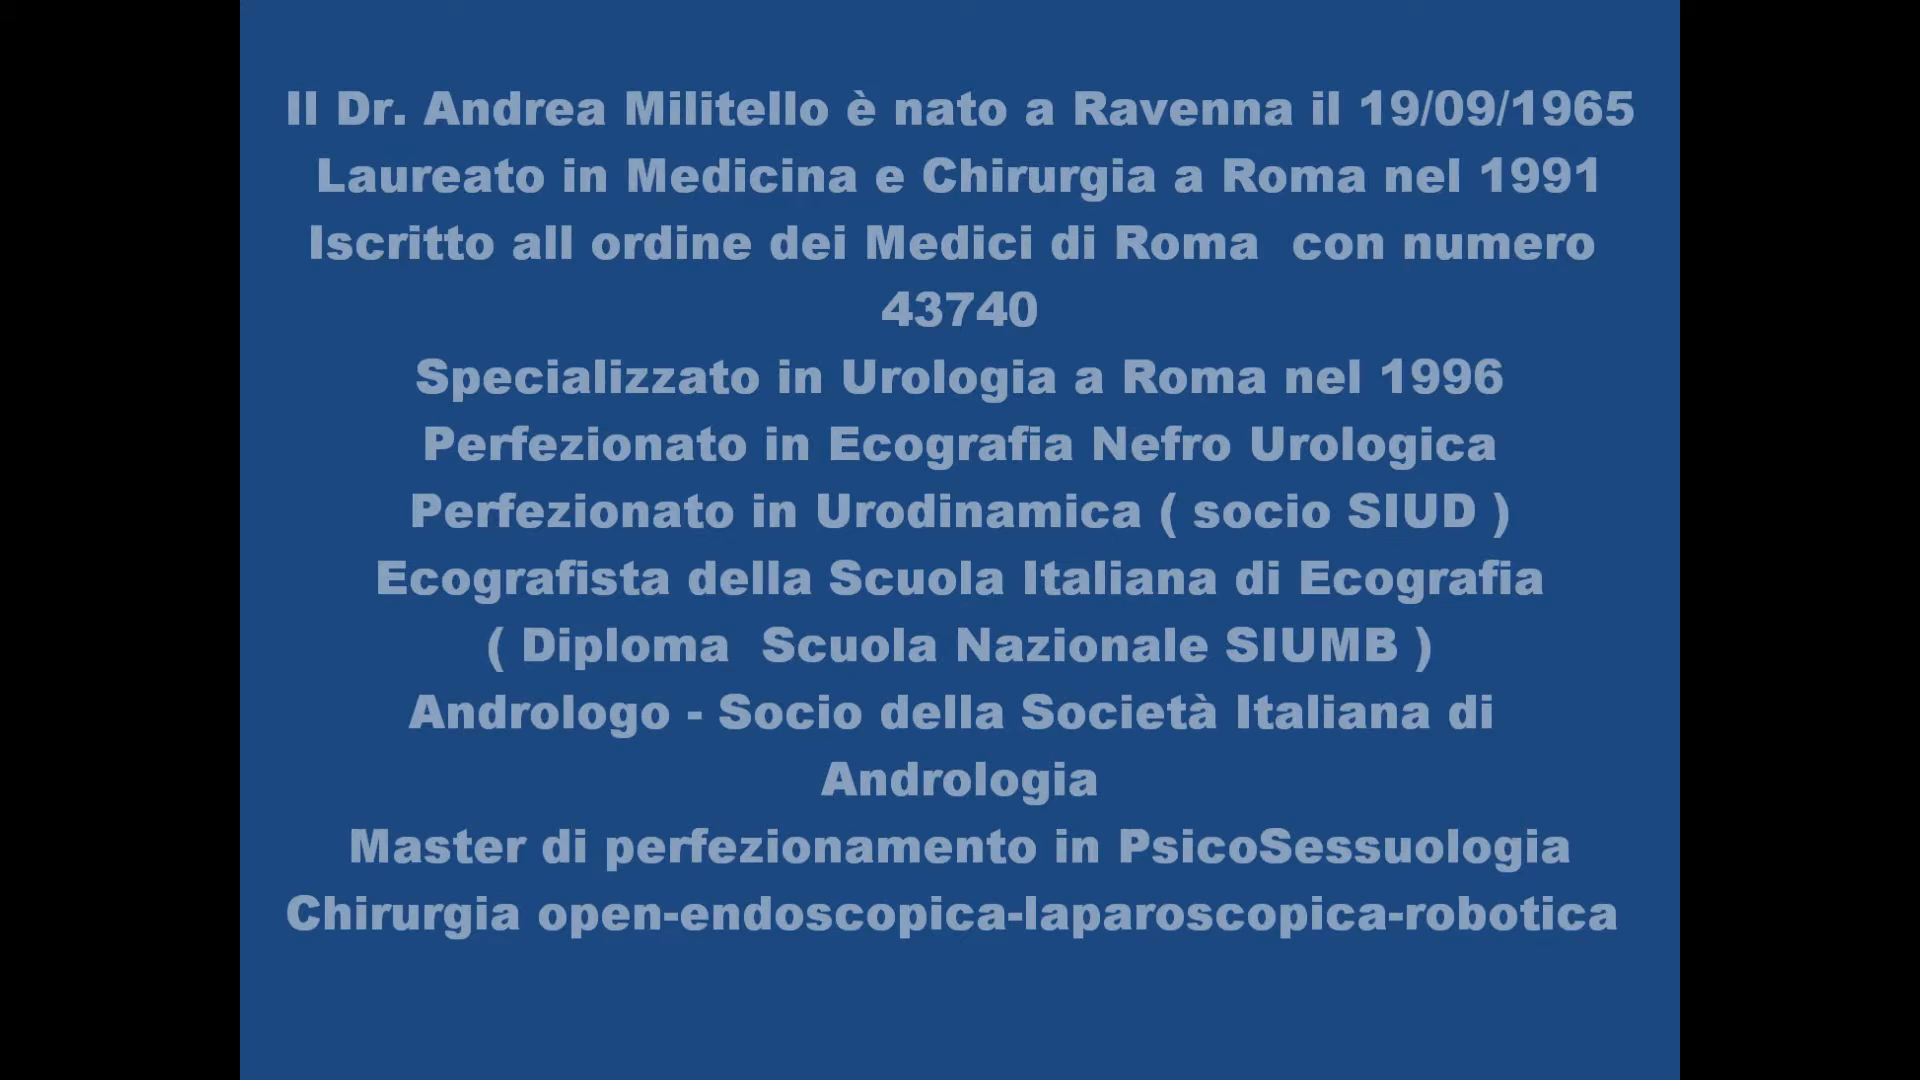 Il Dr. Andrea Militello è nato a Ravenna il 19/09/1965
Laureato in Medicina e Chirurgia a Roma nel 1991
Iscritto all ordine dei Medici di Roma  con numero
43740
Specializzato in Urologia a Roma nel 1996
Perfezionato in Ecografia Nefro Urologica
Perfezionato in Urodinamica ( socio SIUD )
Ecografista della Scuola Italiana di Ecografia
( Diploma  Scuola Nazionale SIUMB )
Andrologo - Socio della Società Italiana di
Andrologia
Master di perfezionamento in PsicoSessuologia
Chirurgia open-endoscopica-laparoscopica-robotica